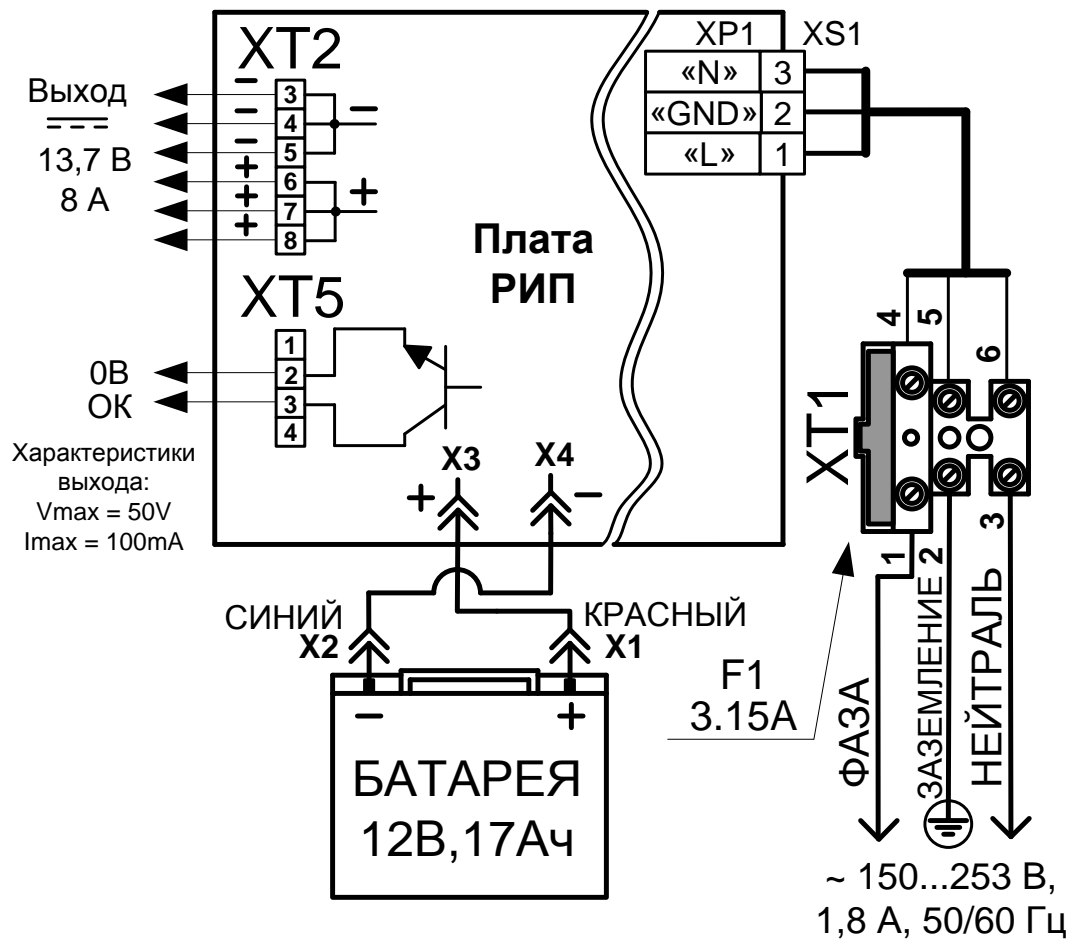 XT2
Выход
13,7 В
8 А
–
–
–
+
+
+
3
4
5
6
7
8
–
+
Плата
РИП
XP1
XS1
«N» 3
«GND» 2
«L» 1
XT5
1
2
3
4
0В
ОК
Характеристики
выхода:
Vmax = 50V
Imax = 100mA
X3
X4
+
–
СИНИЙ
X2
КРАСНЫЙ
X1
–
+
БАТАРЕЯ
12В,17Ач
F1
3.15А
XT1
4
5
6
1
2
3
ФАЗА
ЗАЗЕМЛЕНИЕ
НЕЙТРАЛЬ
~ 150...253 В,
1,8 А, 50/60 Гц